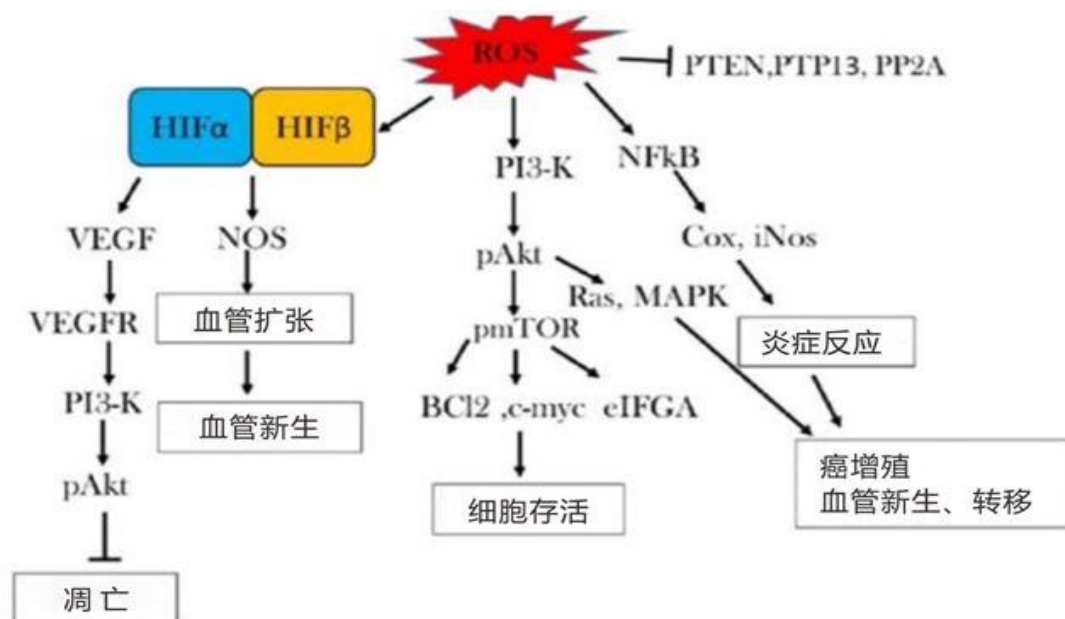 ROS
PTEN,PTP13, PP2A
HIFα HIFβ
NFkB
PI3-K
VEGF NOS
Cox, iNos
pAkt
Ras, MAPK
VEGFR
血管扩张
pmTOR
炎症反应
PI3-K
血管新生
BCl2 ,c-myc eIFGA
癌增殖
血管新生、转移
pAkt
细胞存活
凋亡